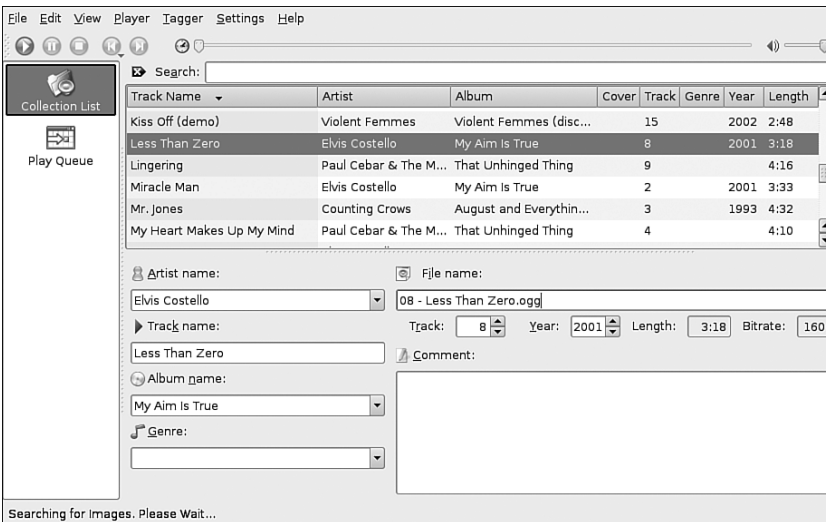 File Edit View Player Tagger Settings Help
Search:
Collection List
Play Queue
Track Name Artist Album Cover Track Genre Year Length
Kiss Off (demo) Violent Femmes Violent Femmes (disc... 15 2002 2:48
Less Than Zero Elvis Costello My Aim Is True 8 2001 3:18
Lingering Paul Cebar & The M... That Unhinged Thing 9 4:16
Miracle Man Elvis Costello My Aim Is True 2 2001 3:33
Mr. Jones Counting Crows August and Everythin... 3 1993 4:32
My Heart Makes Up My Mind Paul Cebar & The M... That Unhinged Thing 4 4:10
Artist name: File name:
Elvis Costello 08 - Less Than Zero.ogg
Track name: Track: 8 Year: 2001 Length: 3:18 Bitrate: 160
Less Than Zero Comment:
Album name:
My Aim Is True
Genre:
Searching for Images. Please Wait...